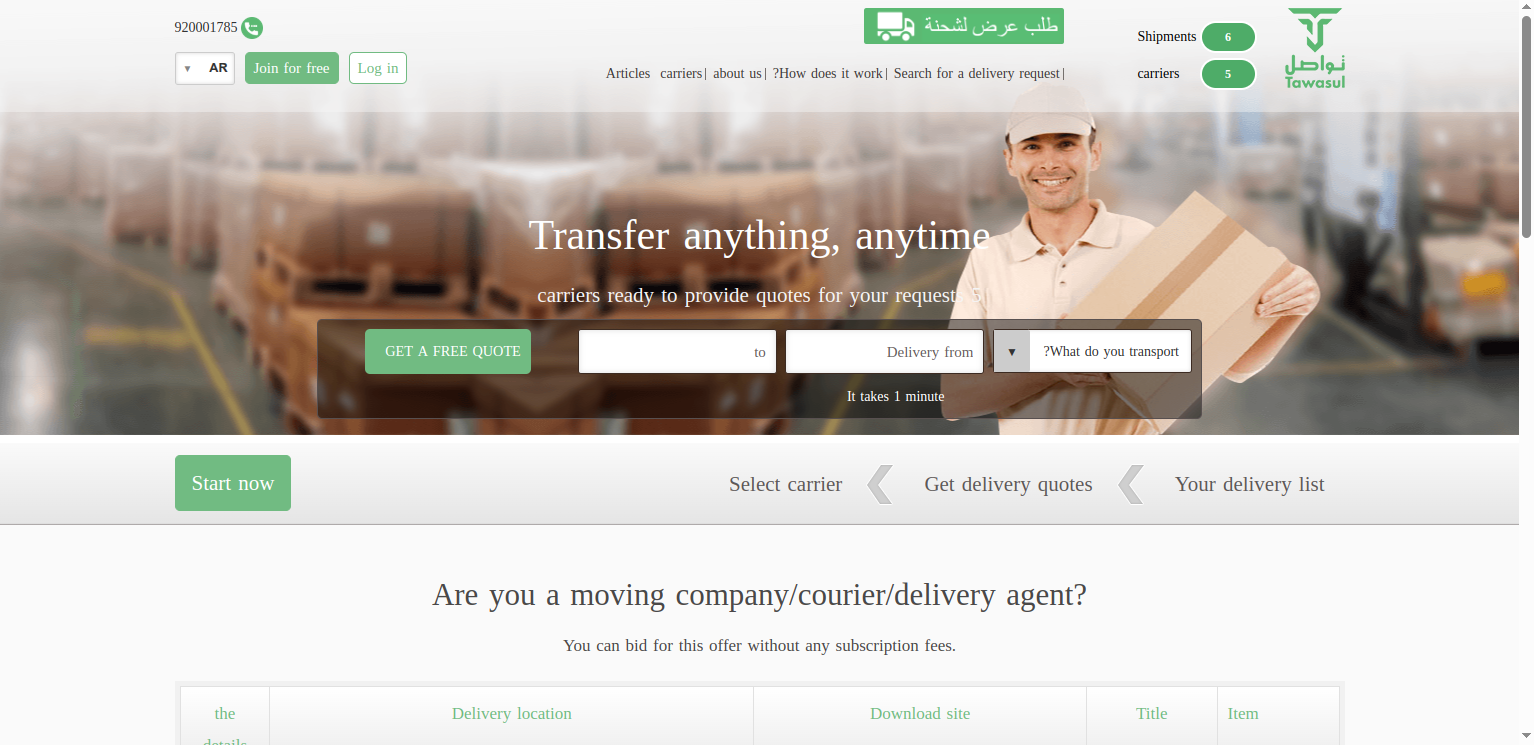 920001785
طلب عرض لشحنة
Shipments 6
carriers 5
نواصل
Tawasul
AR
Join for free
Log in
Articles carriers| about us| ?How does it work| Search for a delivery request|
Transfer anything, anytime
carriers ready to provide quotes for your requests 5
GET A FREE QUOTE
to
Delivery from
?What do you transport
It takes 1 minute
Start now
Select carrier
Get delivery quotes
Your delivery list
Are you a moving company/courier/delivery agent?
You can bid for this offer without any subscription fees.
the details
Delivery location
Download site
Title
Item